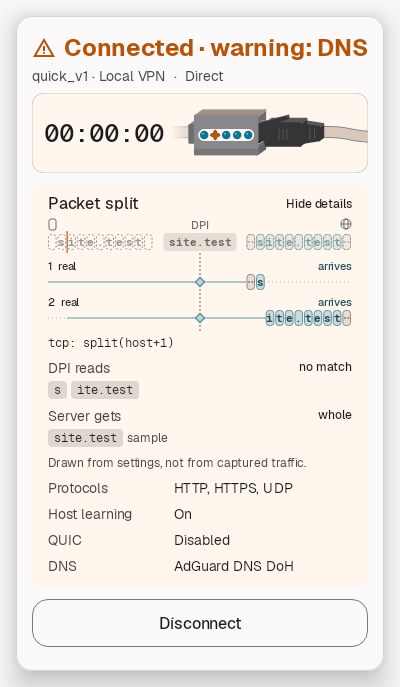 Connected · warning: DNS
quick_v1 · Local VPN · Direct
00:00:00
Packet split
Hide details
DPI
site.test site.test site.test
1 real arrives
s
2 real arrives
ite.test
tcp: split(host+1)
DPI reads no match
s ite.test
Server gets whole
site.test sample
Drawn from settings, not from captured traffic.
Protocols HTTP, HTTPS, UDP
Host learning On
QUIC Disabled
DNS AdGuard DNS DoH
Disconnect